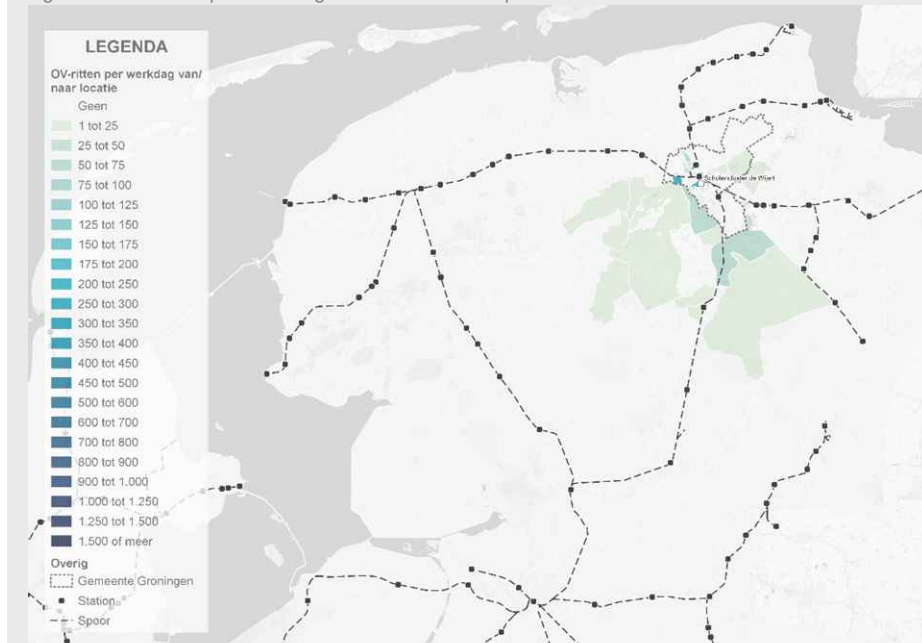 LEGENDA
OV-ritten per werkdag van/
naar locatie
Geen
1 tot 25
25 tot 50
50 tot 75
75 tot 100
100 tot 125
125 tot 150
150 tot 175
175 tot 200
200 tot 250
250 tot 300
300 tot 350
350 tot 400
400 tot 450
450 tot 500
500 tot 600
600 tot 700
700 tot 800
800 tot 900
900 tot 1.000
1.000 tot 1.250
1.250 tot 1.500
1.500 of meer
Overig
Gemeente Groningen
Station
Spoor
Scholencluster de Wijert